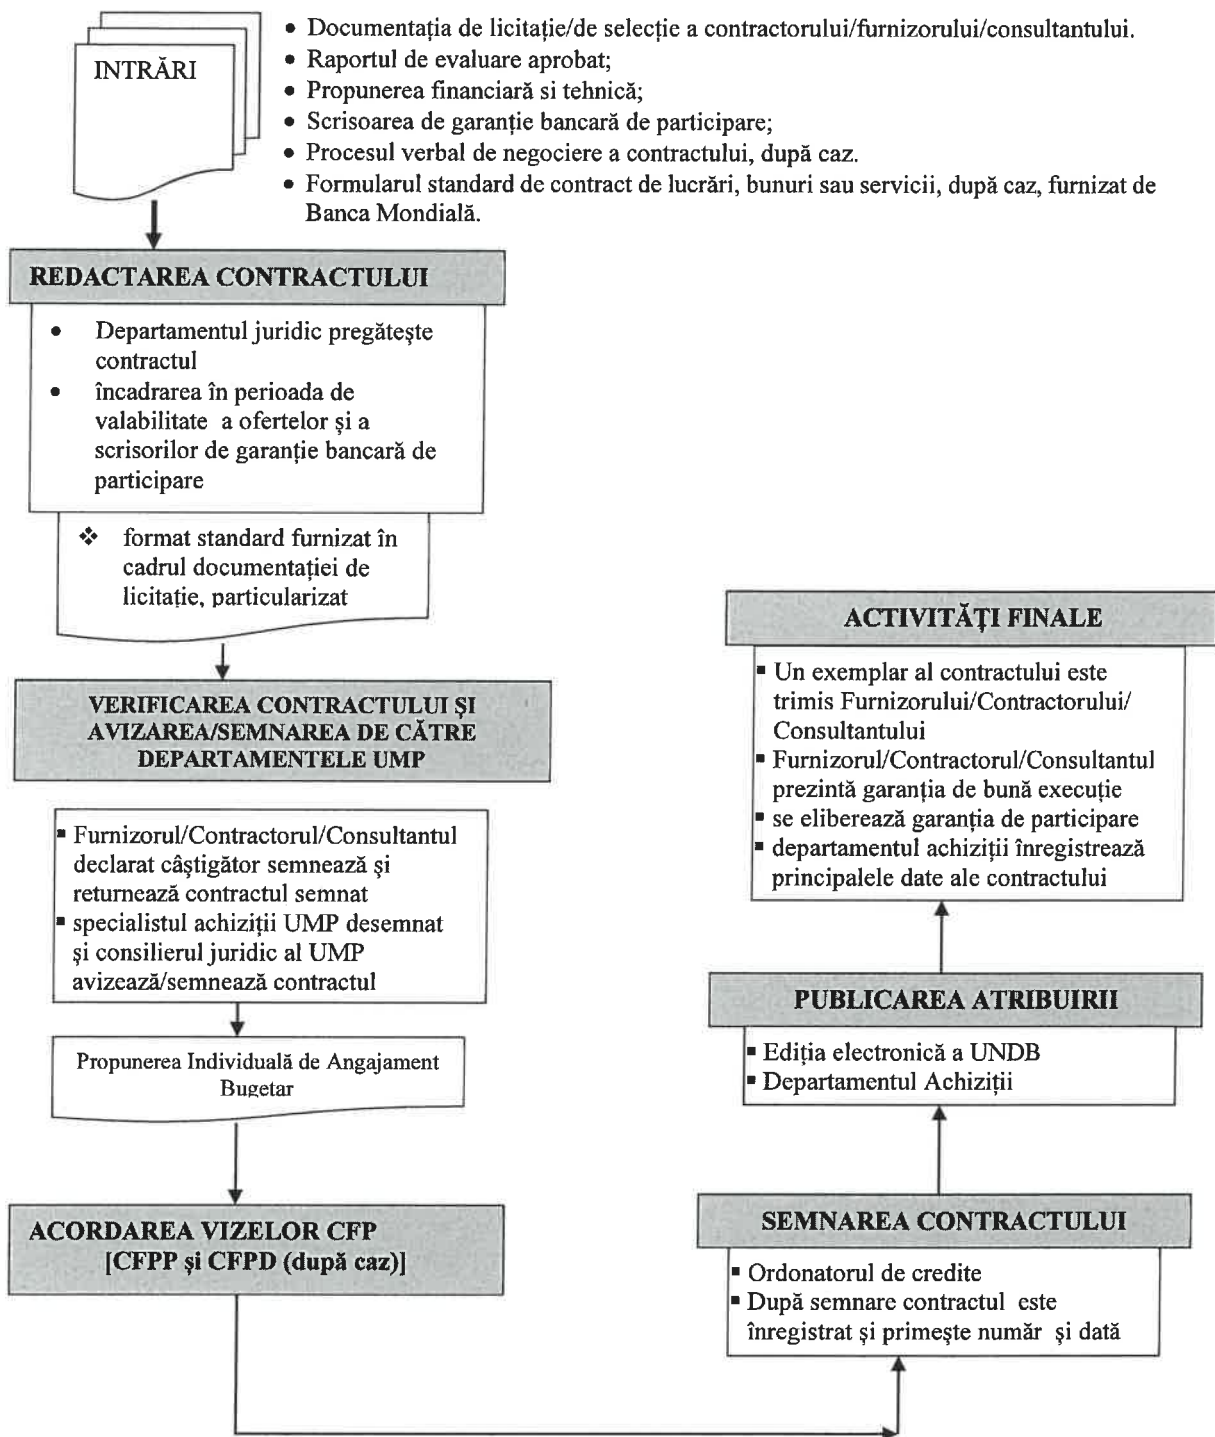 INTRĂRI
• Documentația de licitație/de selecție a contractorului/furnizorului/consultantului.
• Raportul de evaluare aprobat;
• Propunerea financiară si tehnică;
• Scrisoarea de garanție bancară de participare;
• Procesul verbal de negociere a contractului, după caz.
• Formularul standard de contract de lucrări, bunuri sau servicii, după caz, furnizat de
Banca Mondială.
REDACTAREA CONTRACTULUI
• Departamentul juridic pregătește
contractul
• încadrarea în perioada de
valabilitate a ofertelor și a
scrisorilor de garanție bancară de
participare
❖ format standard furnizat în
cadrul documentației de
licitație, particularizat
VERIFICAREA CONTRACTULUI ȘI
AVIZAREA/SEMNAREA DE CĂTRE
DEPARTAMENTELE UMP
▪ Furnizorul/Contractorul/Consultantul
declarat câștigător semnează și
returnează contractul semnat
▪ specialistul achiziții UMP desemnat
și consilierul juridic al UMP
avizează/semnează contractul
Propunerea Individuală de Angajament
Bugetar
ACORDAREA VIZELOR CFP
[CFPP și CFPD (după caz)]
SEMNAREA CONTRACTULUI
▪ Ordonatorul de credite
▪ După semnare contractul este
înregistrat și primește număr și dată
PUBLICAREA ATRIBUIRII
▪ Ediția electronică a UNDB
▪ Departamentul Achiziții
ACTIVITĂȚI FINALE
▪ Un exemplar al contractului este
trimis Furnizorului/Contractorului/
Consultantului
▪ Furnizorul/Contractorul/Consultantul
prezintă garanția de bună execuție
▪ se eliberează garanția de participare
▪ departamentul achiziții înregistrează
principalele date ale contractului